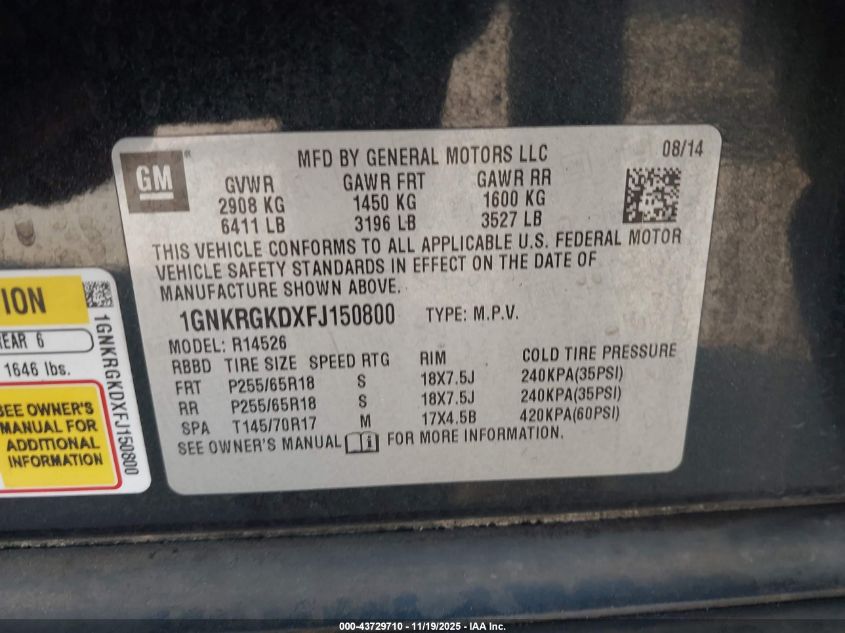 MFD BY GENERAL MOTORS LLC 08/14
GM
GVWR GAWR FRT GAWR RR
2908 KG 1450 KG 1600 KG
6411 LB 3196 LB 3527 LB
THIS VEHICLE CONFORMS TO ALL APPLICABLE U.S. FEDERAL MOTOR
VEHICLE SAFETY STANDARDS IN EFFECT ON THE DATE OF
MANUFACTURE SHOWN ABOVE.
1GNKRGKDXFJ150800 TYPE: M.P.V.
MODEL: R14526
RBBD TIRE SIZE SPEED RTG RIM COLD TIRE PRESSURE
FRT P255/65R18 S 18X7.5J 240KPA(35PSI)
RR P255/65R18 S 18X7.5J 240KPA(35PSI)
SPA T145/70R17 M 17X4.5B 420KPA(60PSI)
SEE OWNER'S MANUAL i FOR MORE INFORMATION.
REAR 6
1646 lbs.
SEE OWNER'S
MANUAL FOR
ADDITIONAL
INFORMATION
1GNKRGKDXFJ150800
000-43729710 - 11/19/2025 - IAA Inc.